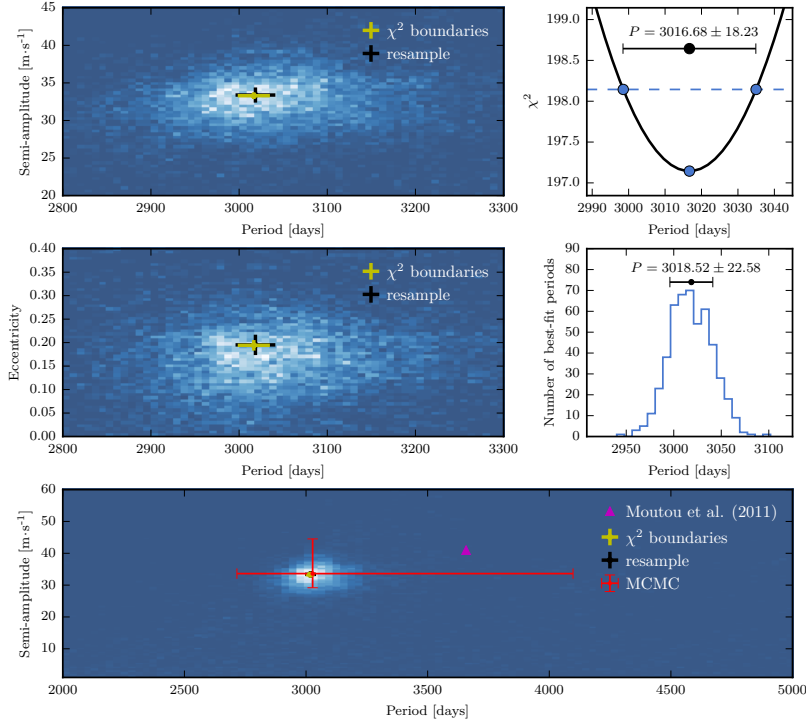 45
40
35
30
25
20
Semi-amplitude [m·s⁻¹]
χ² boundaries
resample
2800 2900 3000 3100 3200 3300
Period [days]
199.0
198.5
198.0
197.5
197.0
χ²
P = 3016.68 ± 18.23
2990 3000 3010 3020 3030 3040
Period [days]
0.40
0.35
0.30
0.25
0.20
0.15
0.10
0.05
0.00
Eccentricity
χ² boundaries
resample
2800 2900 3000 3100 3200 3300
Period [days]
90
80
70
60
50
40
30
20
10
0
Number of best-fit periods
P = 3018.52 ± 22.58
2950 3000 3050 3100
Period [days]
60
50
40
30
20
10
Semi-amplitude [m·s⁻¹]
Moutou et al. (2011)
χ² boundaries
resample
MCMC
2000 2500 3000 3500 4000 4500 5000
Period [days]